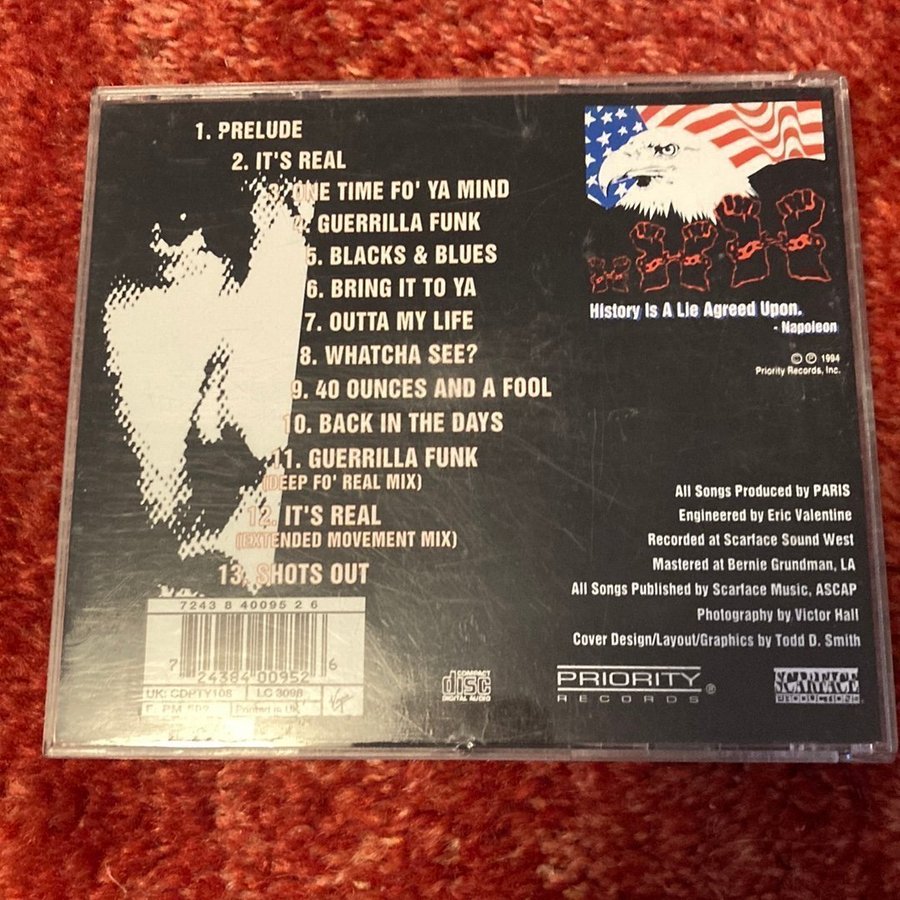 1. PRELUDE
2. IT'S REAL
3. ONE TIME FO' YA MIND
4. GUERRILLA FUNK
5. BLACKS & BLUES
6. BRING IT TO YA
7. OUTTA MY LIFE
8. WHATCHA SEE?
9. 40 OUNCES AND A FOOL
10. BACK IN THE DAYS
11. GUERRILLA FUNK
(DEEP FO' REAL MIX)
12. IT'S REAL
(EXTENDED MOVEMENT MIX)
13. SHOTS OUT
7243 8 40095 2 6
7 24384 00952 6
UK: CDPTY108
LC 3098
F: PM 527
Printed in UK
Virgin
History Is A Lie Agreed Upon.
- Napoleon
© ℗ 1994
Priority Records, Inc.
All Songs Produced by PARIS
Engineered by Eric Valentine
Recorded at Scarface Sound West
Mastered at Bernie Grundman, LA
All Songs Published by Scarface Music, ASCAP
Photography by Victor Hall
Cover Design/Layout/Graphics by Todd D. Smith
COMPACT
disc
DIGITAL AUDIO
PRIORITY
RECORDS®
SCARFACE
PRODUCTIONS